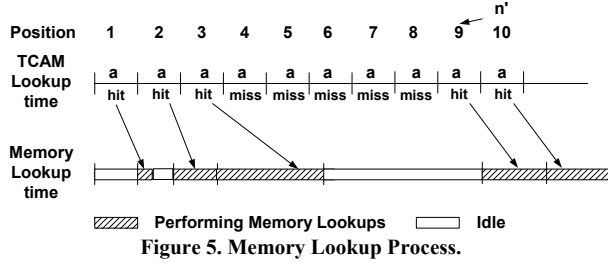 n'
Position 1 2 3 4 5 6 7 8 9 10
TCAM
Lookup
time
a a a a a a a a a a
hit hit hit miss miss miss miss miss hit hit
Memory
Lookup
time
Performing Memory Lookups Idle
Figure 5. Memory Lookup Process.